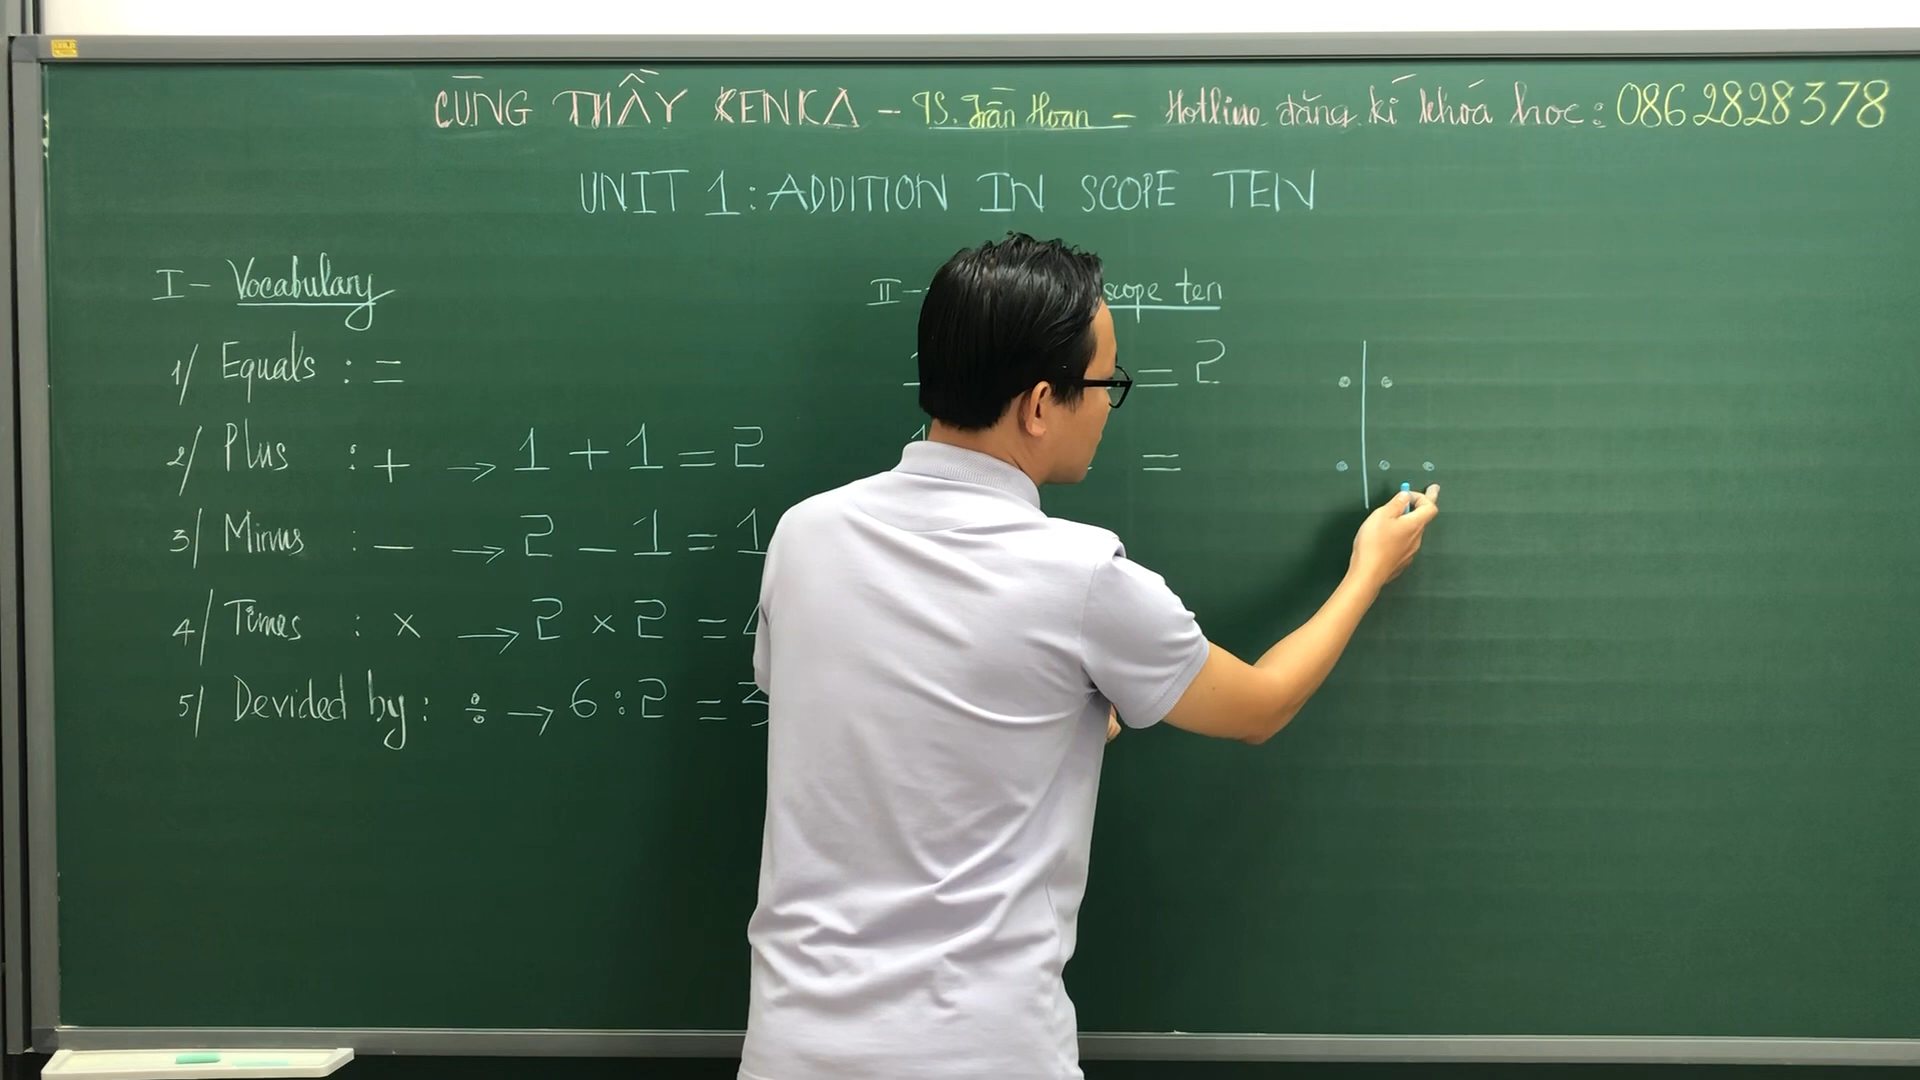 CÙNG THẦY KENKA – TS. Trần Hoan – Hotline đăng kí khóa học: 0862828378
UNIT 1: ADDITION IN SCOPE TEN
I - Vocabulary
1/ Equals : =
2/ Plus : + → 1 + 1 = 2
3/ Minus : — → 2 – 1 = 1
4/ Times : × → 2 × 2 =
5/ Devided by : ÷ → 6 : 2 = 3
II - scope ten
= 2
=